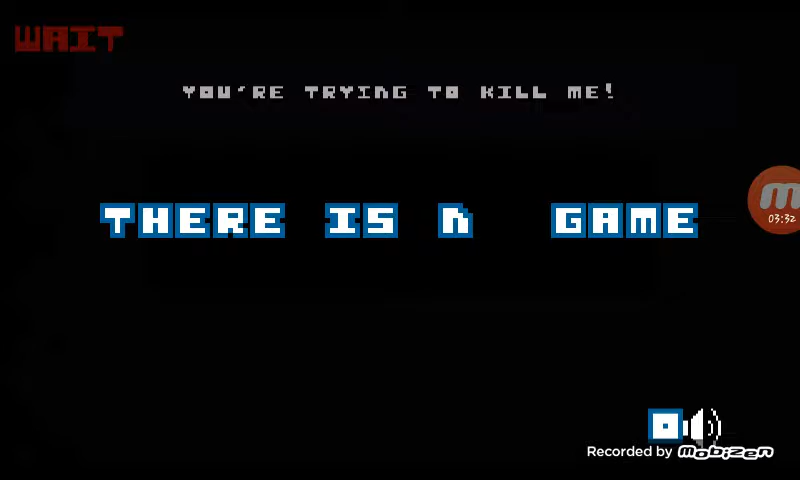 WAIT
YOU'RE TRYING TO KILL ME!
THERE IS N GAME
m
03:32
O
Recorded by mobizen